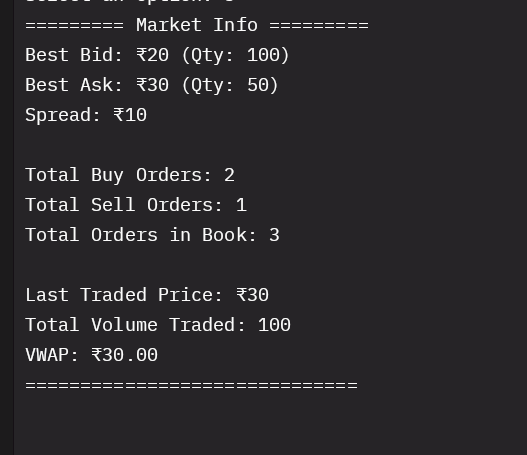 ========= Market Info =========
Best Bid: ₹20 (Qty: 100)
Best Ask: ₹30 (Qty: 50)
Spread: ₹10
Total Buy Orders: 2
Total Sell Orders: 1
Total Orders in Book: 3
Last Traded Price: ₹30
Total Volume Traded: 100
VWAP: ₹30.00
==============================